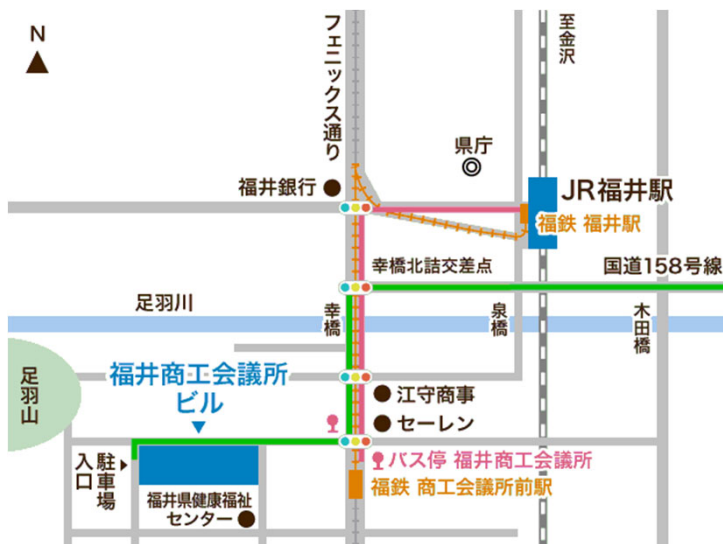 N
フェニックス通り
至金沢
県庁
福井銀行
JR福井駅
福鉄 福井駅
幸橋北詰交差点
国道158号線
足羽川
幸橋
泉橋
木田橋
足羽山
福井商工会議所
ビル
江守商事
セーレン
駐車場
入口
バス停 福井商工会議所
福鉄 商工会議所前駅
福井県健康福祉
センター